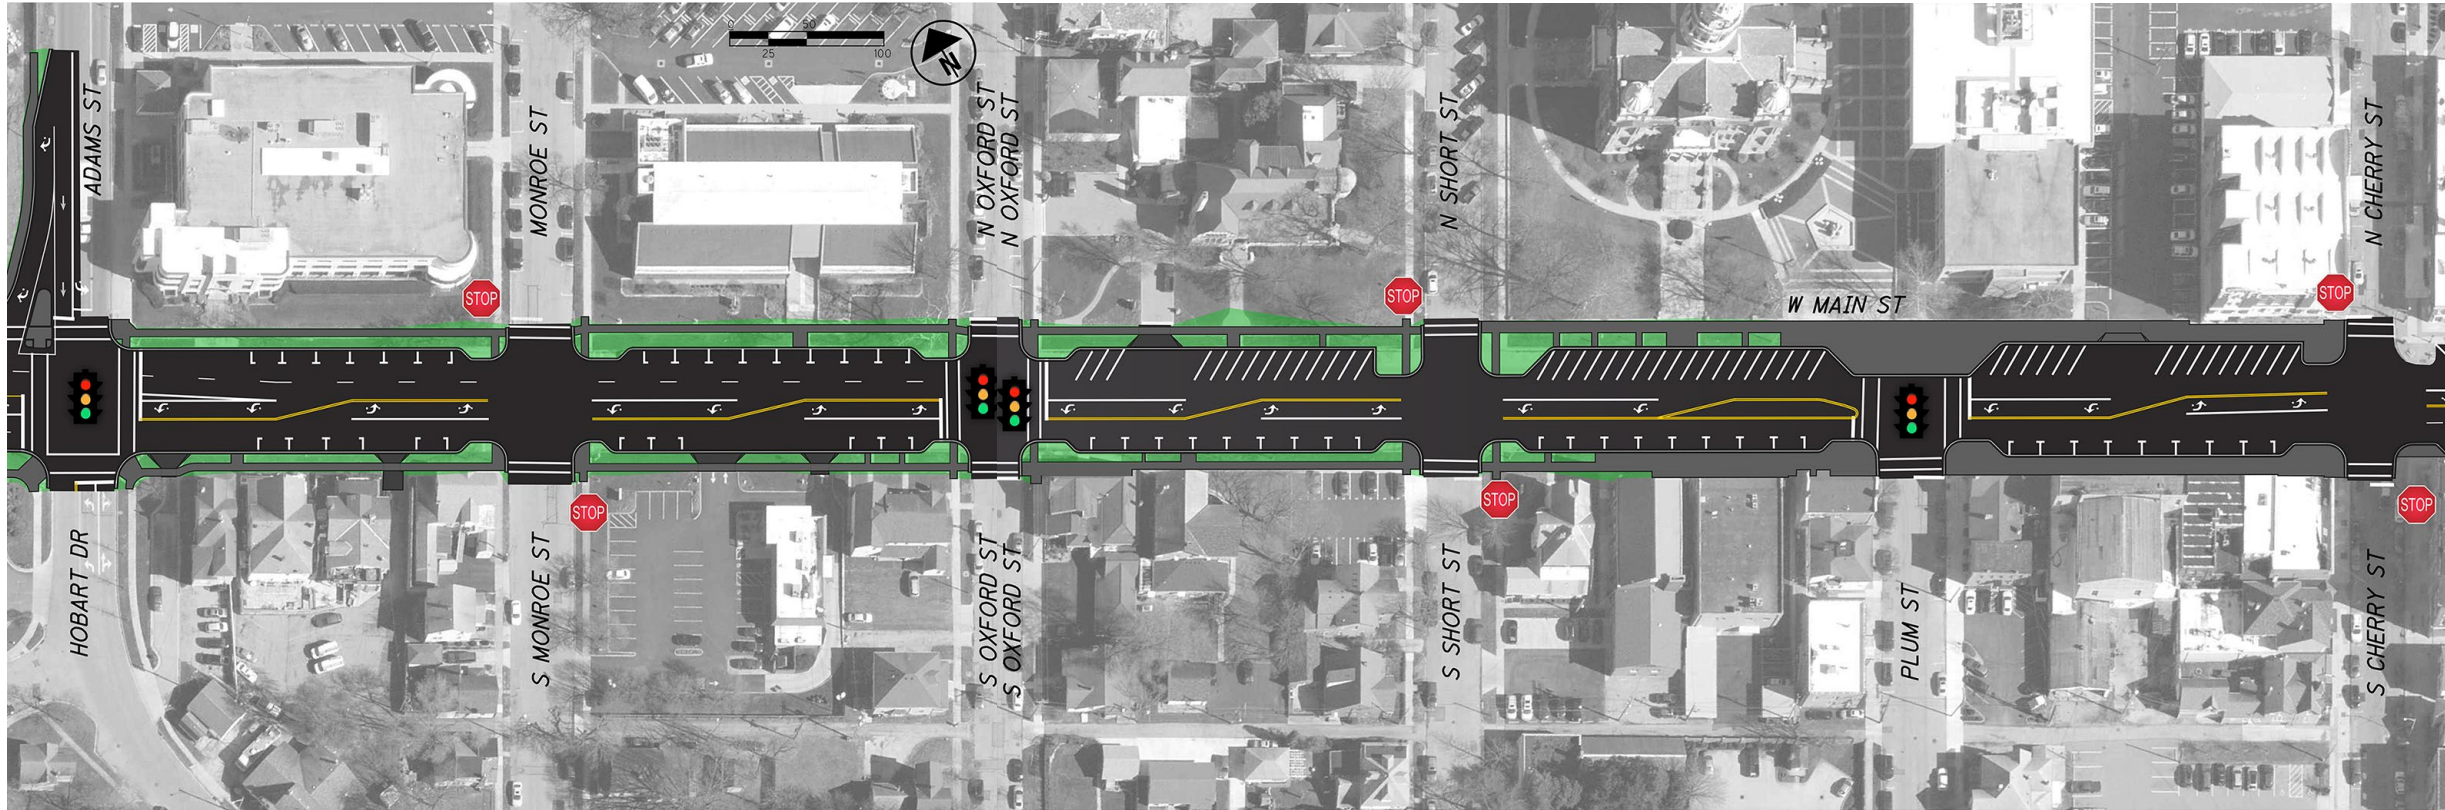 0 50
25 100
N
ADAMS ST
MONROE ST
N OXFORD ST
N OXFORD ST
N SHORT ST
N CHERRY ST
W MAIN ST
STOP
STOP
STOP
STOP
STOP
STOP
HOBART DR
S MONROE ST
S OXFORD ST
S OXFORD ST
S SHORT ST
PLUM ST
S CHERRY ST